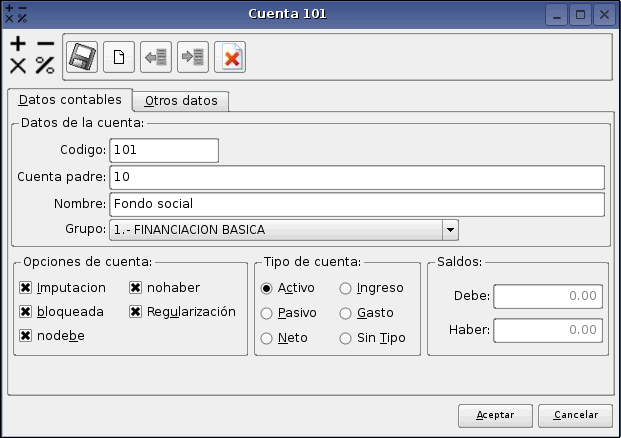 Cuenta 101
Datos contables
Otros datos
Datos de la cuenta:
Codigo: 101
Cuenta padre: 10
Nombre: Fondo social
Grupo: 1.- FINANCIACION BASICA
Opciones de cuenta:
Imputacion
nohaber
bloqueada
Regularización
nodebe
Tipo de cuenta:
Activo
Ingreso
Pasivo
Gasto
Neto
Sin Tipo
Saldos:
Debe: 0.00
Haber: 0.00
Aceptar
Cancelar